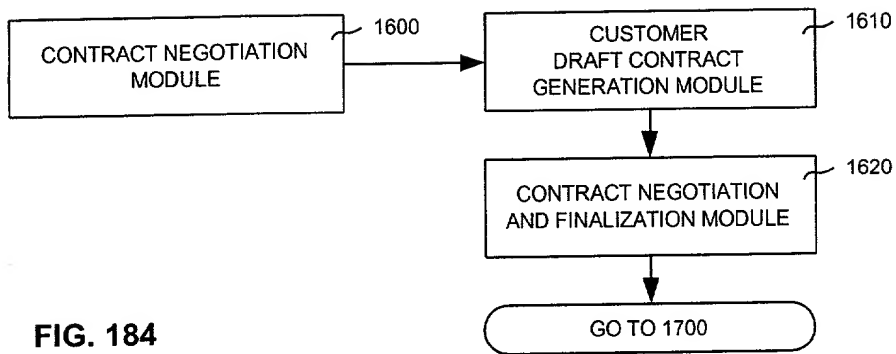 CONTRACT NEGOTIATION
MODULE
1600
CUSTOMER
DRAFT CONTRACT
GENERATION MODULE
1610
CONTRACT NEGOTIATION
AND FINALIZATION MODULE
1620
GO TO 1700
FIG. 184